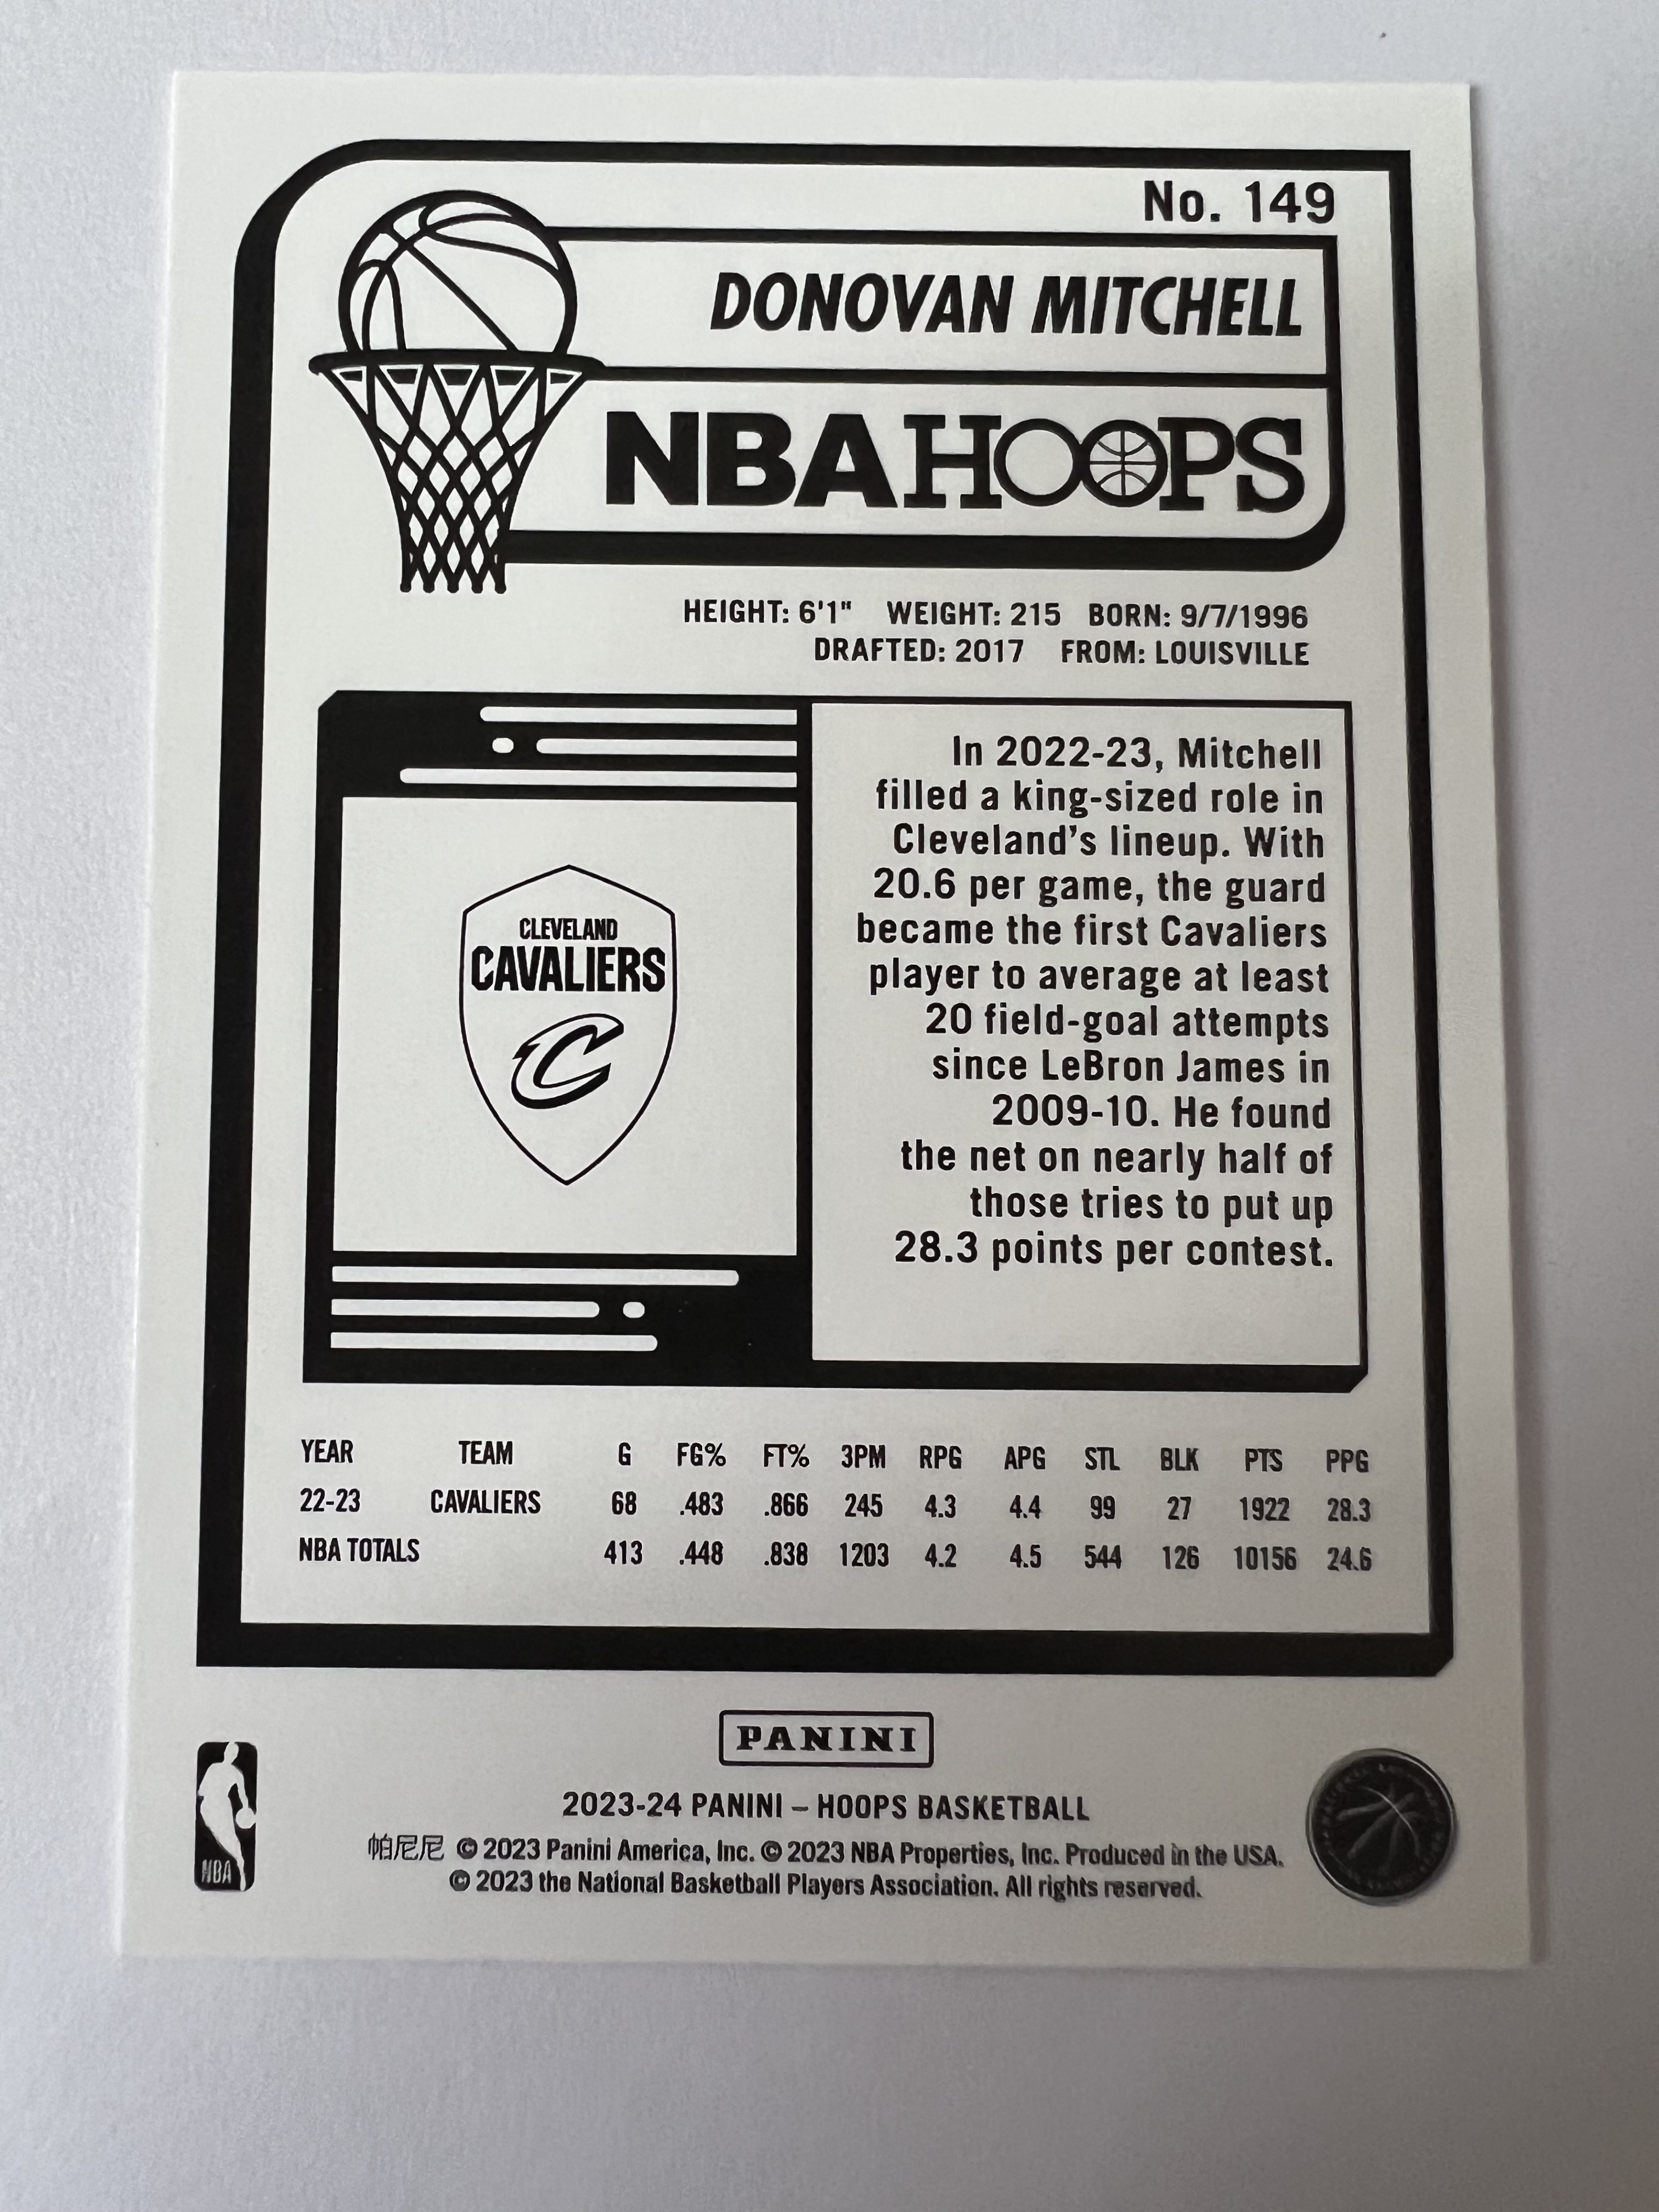 No. 149
DONOVAN MITCHELL
NBA HOOPS
HEIGHT: 6'1" WEIGHT: 215 BORN: 9/7/1996
DRAFTED: 2017 FROM: LOUISVILLE
CLEVELAND
CAVALIERS
C
In 2022-23, Mitchell
filled a king-sized role in
Cleveland's lineup. With
20.6 per game, the guard
became the first Cavaliers
player to average at least
20 field-goal attempts
since LeBron James in
2009-10. He found
the net on nearly half of
those tries to put up
28.3 points per contest.
YEAR TEAM G FG% FT% 3PM RPG APG STL BLK PTS PPG
22-23 CAVALIERS 68 .483 .866 245 4.3 4.4 99 27 1922 28.3
NBA TOTALS 413 .448 .838 1203 4.2 4.5 544 126 10156 24.6
PANINI
2023-24 PANINI – HOOPS BASKETBALL
帕尼尼 © 2023 Panini America, Inc. © 2023 NBA Properties, Inc. Produced in the USA.
© 2023 the National Basketball Players Association. All rights reserved.
NBA